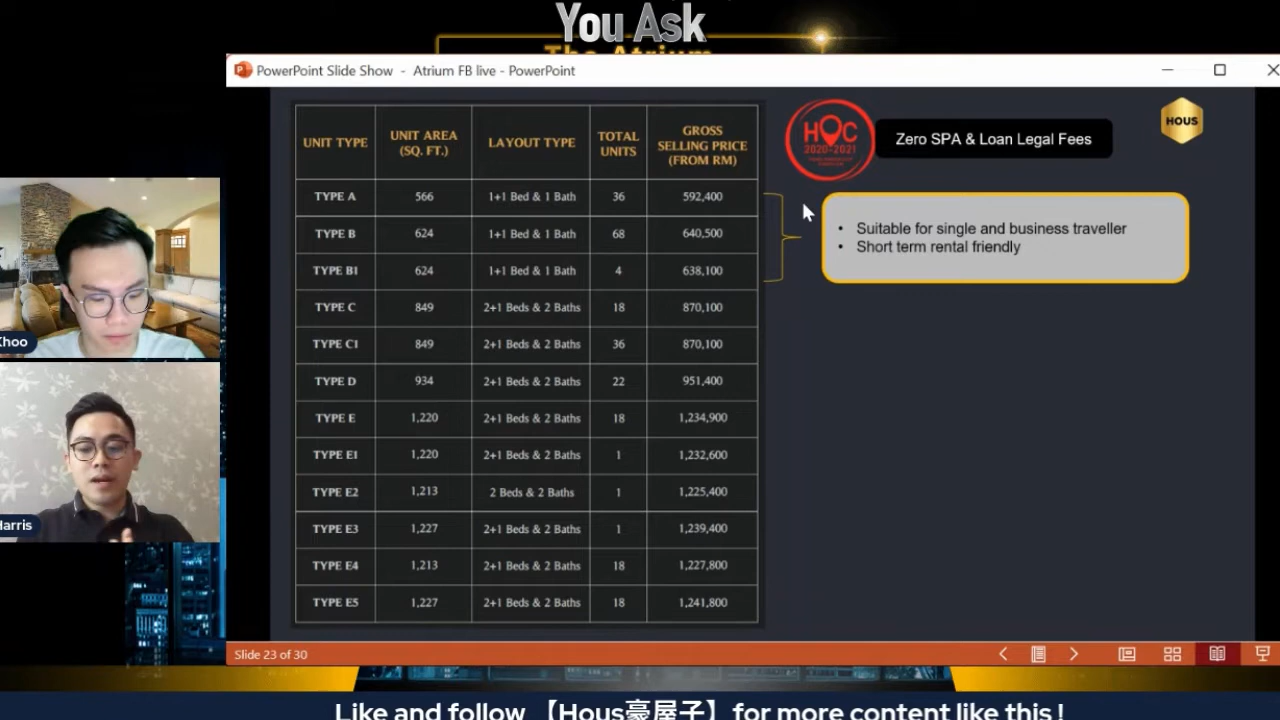 You Ask
The Atrium
PowerPoint Slide Show - Atrium FB live - PowerPoint
UNIT TYPE UNIT AREA (SQ. FT.) LAYOUT TYPE TOTAL UNITS GROSS SELLING PRICE (FROM RM)
TYPE A 566 1+1 Bed & 1 Bath 36 592,400
TYPE B 624 1+1 Bed & 1 Bath 68 640,500
TYPE B1 624 1+1 Bed & 1 Bath 4 638,100
TYPE C 849 2+1 Beds & 2 Baths 18 870,100
TYPE C1 849 2+1 Beds & 2 Baths 36 870,100
TYPE D 934 2+1 Beds & 2 Baths 22 951,400
TYPE E 1,220 2+1 Beds & 2 Baths 18 1,234,900
TYPE E1 1,220 2+1 Beds & 2 Baths 1 1,232,600
TYPE E2 1,213 2 Beds & 2 Baths 1 1,225,400
TYPE E3 1,227 2+1 Beds & 2 Baths 1 1,239,400
TYPE E4 1,213 2+1 Beds & 2 Baths 18 1,227,800
TYPE E5 1,227 2+1 Beds & 2 Baths 18 1,241,800
HOC
2020-2021
Zero SPA & Loan Legal Fees
HOUS
• Suitable for single and business traveller
• Short term rental friendly
Khoo
Harris
Slide 23 of 30
Like and follow 【Hous豪屋子】for more content like this !